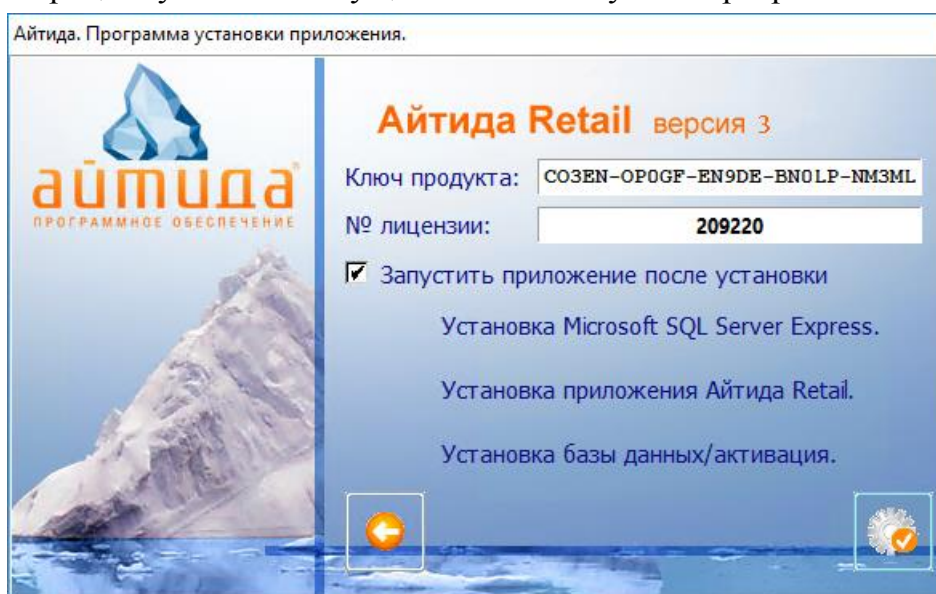 Айтида. Программа установки приложения.
айтида
ПРОГРАММНОЕ ОБЕСПЕЧЕНИЕ
Айтида Retail версия 3
Ключ продукта: CO3EN-OP0GF-EN9DE-BN0LP-NM3ML
№ лицензии: 209220
Запустить приложение после установки
Установка Microsoft SQL Server Express.
Установка приложения Айтида Retail.
Установка базы данных/активация.